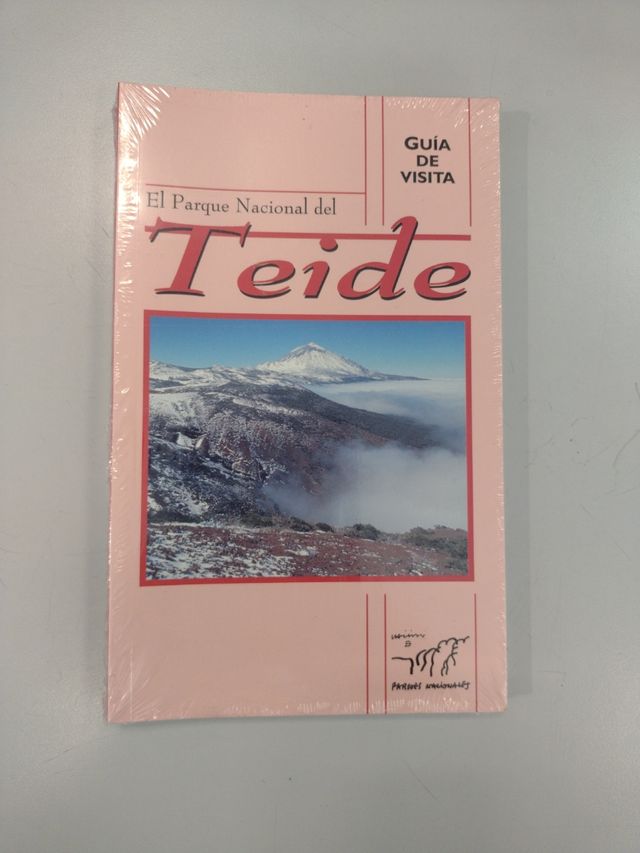 GUÍA
DE
VISITA
El Parque Nacional del
Teide
PARQUES NACIONALES